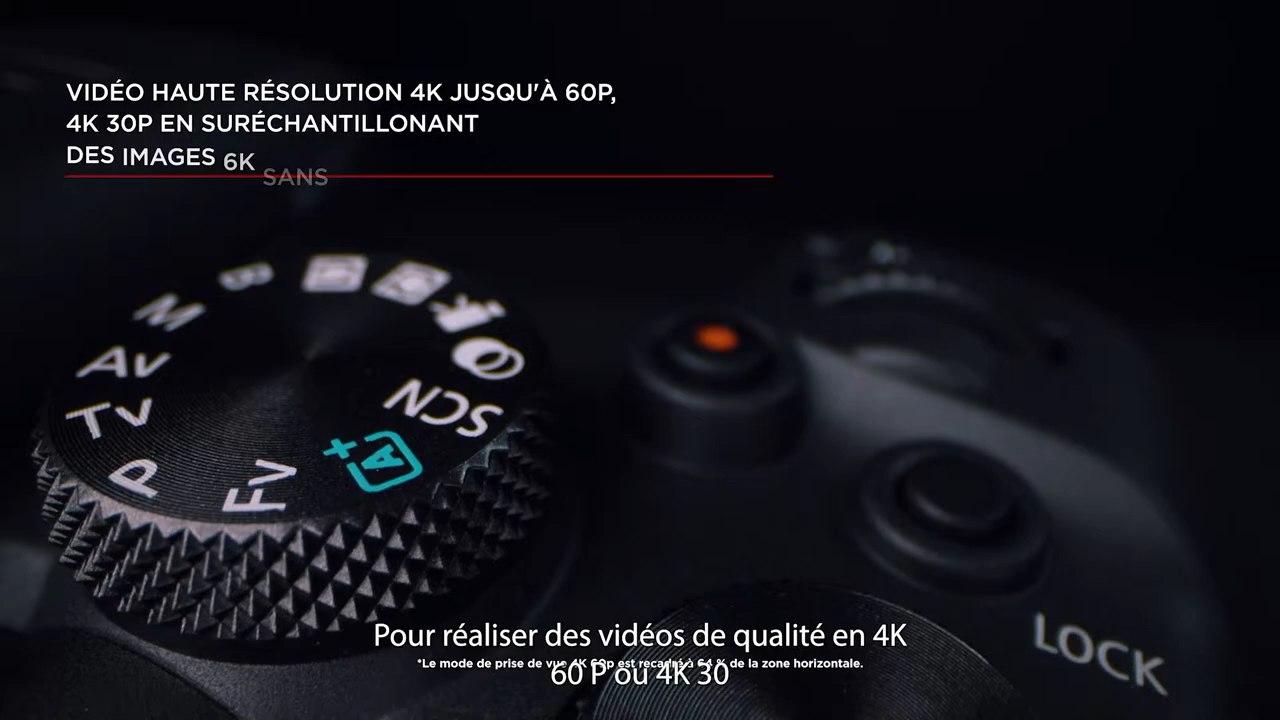 VIDÉO HAUTE RÉSOLUTION 4K JUSQU'À 60P,
4K 30P EN SURÉCHANTILLONANT
DES IMAGES 6K SANS
B
M
Av
Tv
P
Fv
A+
SCN
LOCK
Pour réaliser des vidéos de qualité en 4K
*Le mode de prise de vue 4K 60p est recadré à 64 % de la zone horizontale.
60 P ou 4K 30